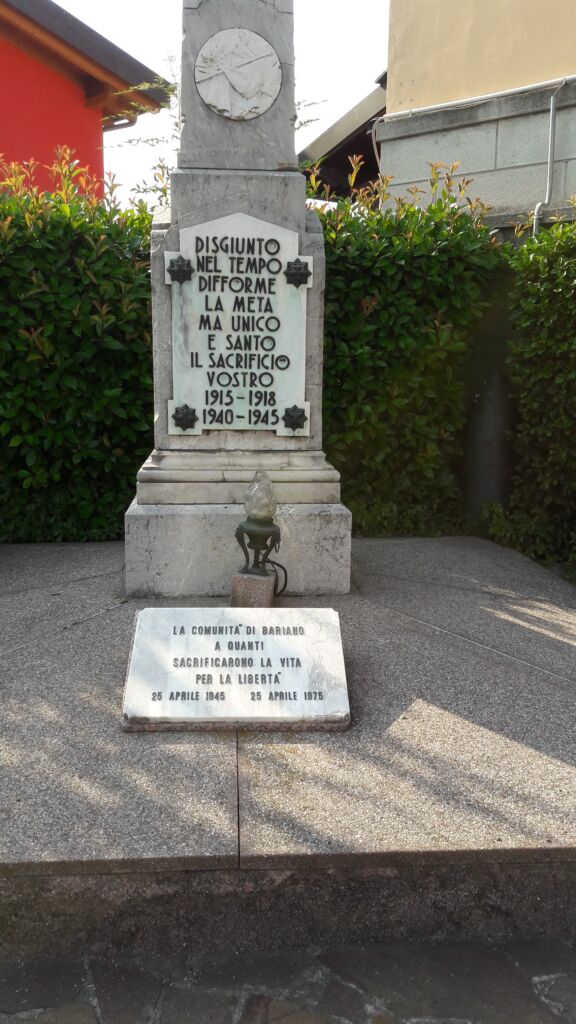 DISGIUNTO
NEL TEMPO
DIFFORME
LA META
MA UNICO
E SANTO
IL SACRIFICIO
VOSTRO
1915-1918
1940-1945
LA COMUNITA' DI BARIANO
A QUANTI
SACRIFICARONO LA VITA
PER LA LIBERTA'
25 APRILE 1945 25 APRILE 1975